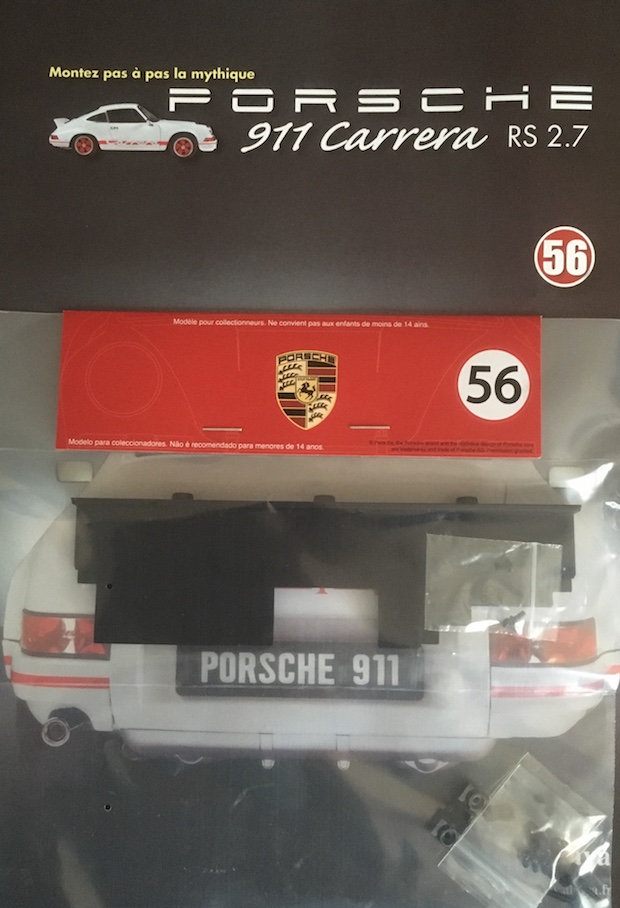 Montez pas à pas la mythique
PORSCHE
911 Carrera RS 2.7
Carrera
56
Modèle pour collectionneurs. Ne convient pas aux enfants de moins de 14 ains.
PORSCHE
56
Modelo para coleccionadores. Não é recomendado para menores de 14 anos.
PORSCHE 911